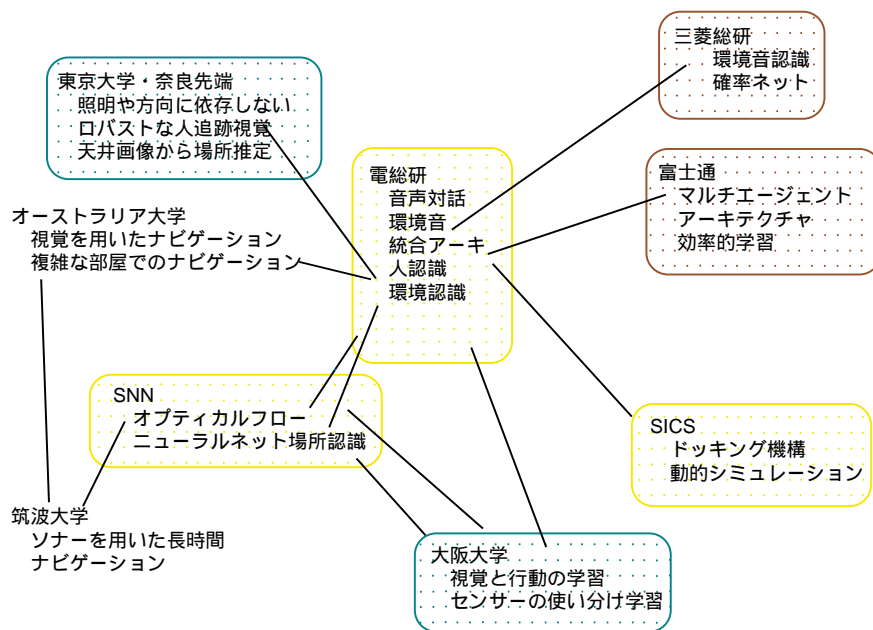 三菱総研
環境音認識
確率ネット
東京大学・奈良先端
照明や方向に依存しない
ロバストな人追跡視覚
天井画像から場所推定
電総研
音声対話
環境音
統合アーキ
人認識
環境認識
富士通
マルチエージェント
アーキテクチャ
効率的学習
オーストラリア大学
視覚を用いたナビゲーション
複雑な部屋でのナビゲーション
SNN
オプティカルフロー
ニューラルネット場所認識
SICS
ドッキング機構
動的シミュレーション
筑波大学
ソナーを用いた長時間
ナビゲーション
大阪大学
視覚と行動の学習
センサーの使い分け学習